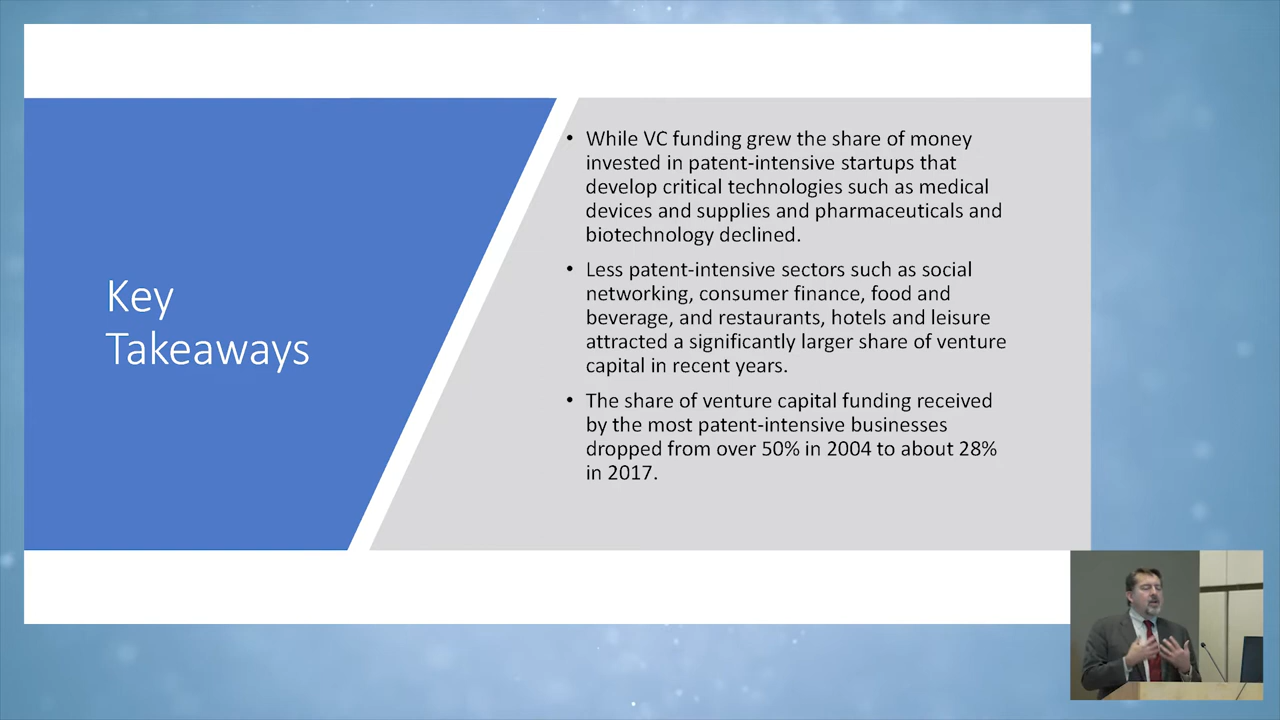 Key
Takeaways
• While VC funding grew the share of money
invested in patent-intensive startups that
develop critical technologies such as medical
devices and supplies and pharmaceuticals and
biotechnology declined.
• Less patent-intensive sectors such as social
networking, consumer finance, food and
beverage, and restaurants, hotels and leisure
attracted a significantly larger share of venture
capital in recent years.
• The share of venture capital funding received
by the most patent-intensive businesses
dropped from over 50% in 2004 to about 28%
in 2017.